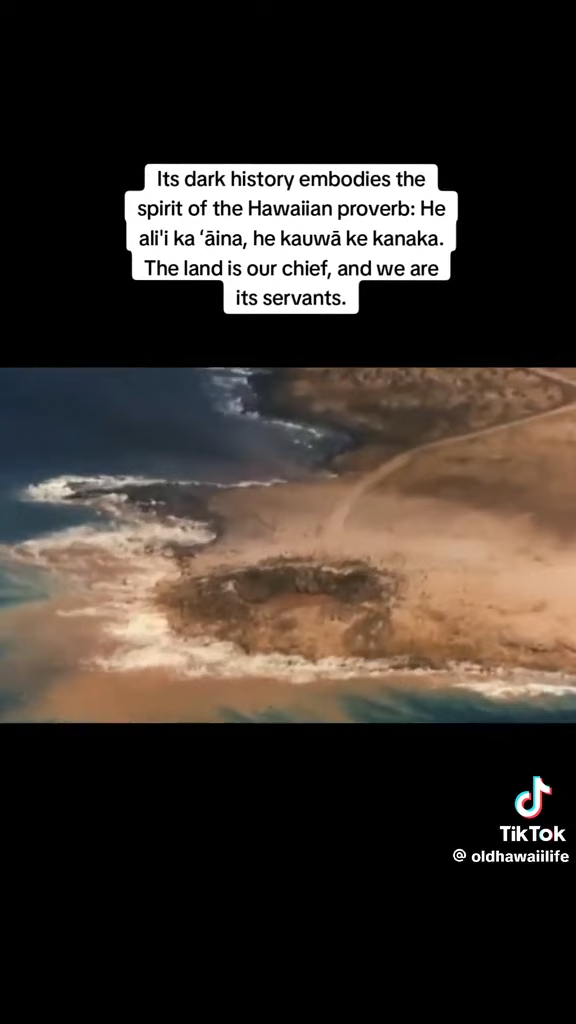 Its dark history embodies the
spirit of the Hawaiian proverb: He
ali'i ka ʻāina, he kauwā ke kanaka.
The land is our chief, and we are
its servants.
TikTok
@ oldhawaiilife